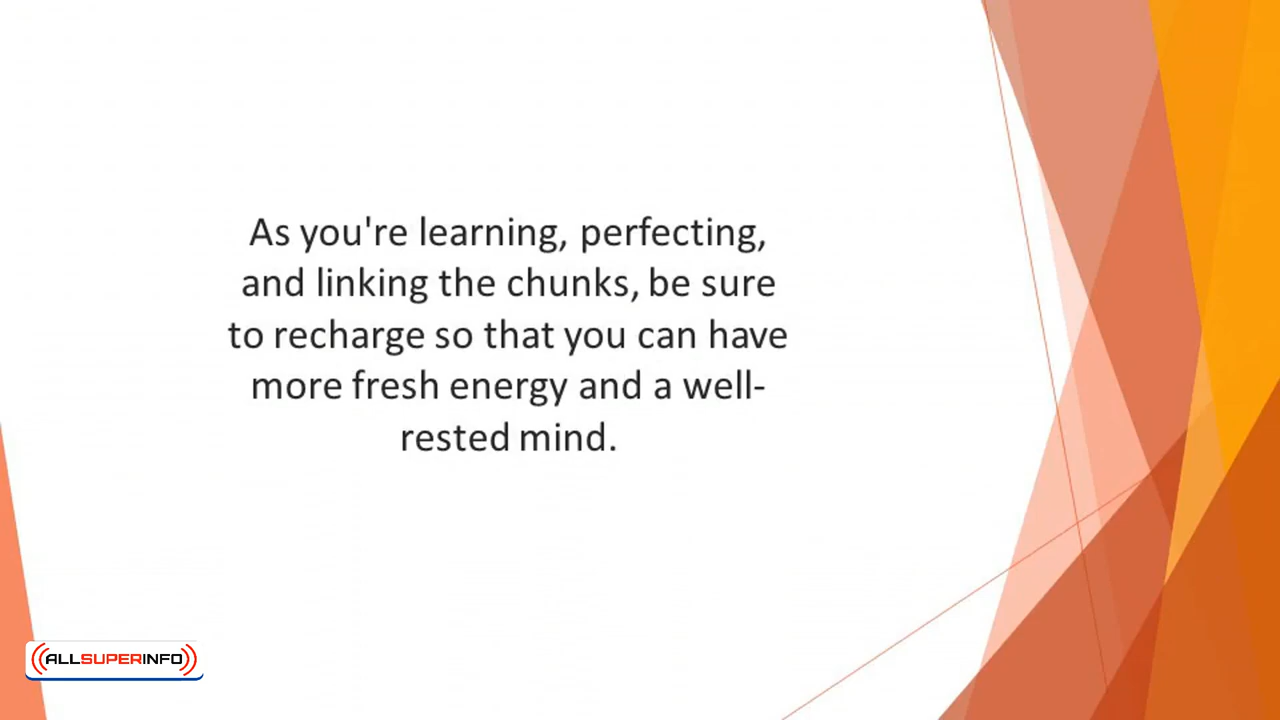 As you're learning, perfecting,
and linking the chunks, be sure
to recharge so that you can have
more fresh energy and a well-
rested mind.
ALLSUPERINFO